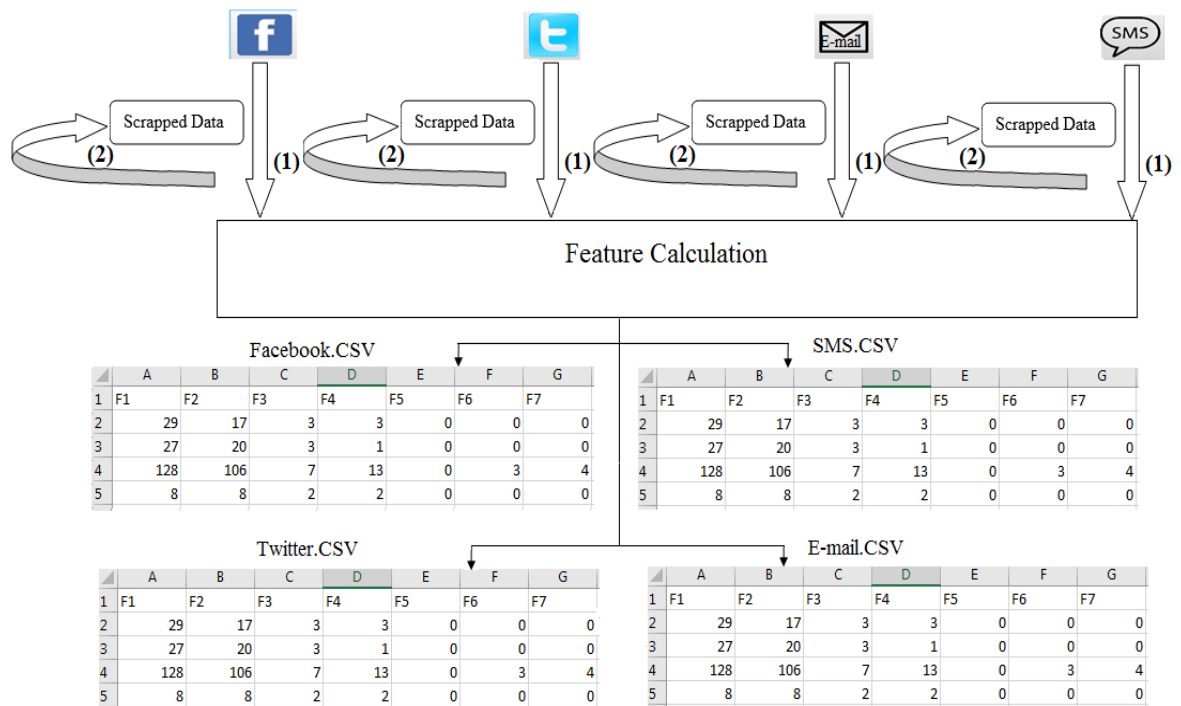 f t E-mail SMS
Scrapped Data Scrapped Data Scrapped Data Scrapped Data
(2) (1) (2) (1) (2) (1) (2) (1)
Feature Calculation
Facebook.CSV
A B C D E F G
1 F1 F2 F3 F4 F5 F6 F7
2 29 17 3 3 0 0 0
3 27 20 3 1 0 0 0
4 128 106 7 13 0 3 4
5 8 8 2 2 0 0 0
SMS.CSV
A B C D E F G
1 F1 F2 F3 F4 F5 F6 F7
2 29 17 3 3 0 0 0
3 27 20 3 1 0 0 0
4 128 106 7 13 0 3 4
5 8 8 2 2 0 0 0
Twitter.CSV
A B C D E F G
1 F1 F2 F3 F4 F5 F6 F7
2 29 17 3 3 0 0 0
3 27 20 3 1 0 0 0
4 128 106 7 13 0 3 4
5 8 8 2 2 0 0 0
E-mail.CSV
A B C D E F G
1 F1 F2 F3 F4 F5 F6 F7
2 29 17 3 3 0 0 0
3 27 20 3 1 0 0 0
4 128 106 7 13 0 3 4
5 8 8 2 2 0 0 0